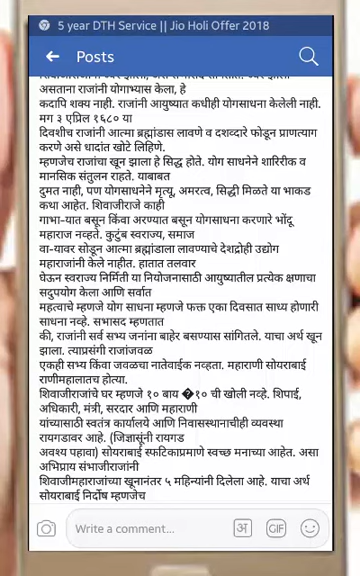 5 year DTH Service || Jio Holi Offer 2018
Posts
असताना राजांनी योगाभ्यास केला, हे
कदापि शक्य नाही. राजांनी आयुष्यात कधीही योगसाधना केलेली नाही.
मग ३ एप्रिल १६८० या
दिवशीच राजांनी आत्मा ब्रह्मांडास लावणे व दशव्दारे फोडून प्राणत्याग
करणे असे धादांत खोटे लिहिणे.
म्हणजेच राजांचा खून झाला हे सिद्ध होते. योग साधनेने शारिरीक व
मानसिक संतुलन राहते. याबाबत
दुमत नाही, पण योगसाधनेने मृत्यू, अमरत्व, सिद्धी मिळते या भाकड
कथा आहेत. शिवाजीराजे काही
गाभा-यात बसून किंवा अरण्यात बसून योगसाधना करणारे भोंदू
महाराज नव्हते. कुटुंब स्वराज्य, समाज
वा-यावर सोडून आत्मा ब्रह्मांडाला लावण्याचे देशद्रोही उद्योग
महाराजांनी केले नाहीत. हातात तलवार
घेऊन स्वराज्य निर्मिती या नियोजनासाठी आयुष्यातील प्रत्येक क्षणाचा
सदुपयोग केला आणि सर्वात
महत्वाचे म्हणजे योग साधना म्हणजे फक्त एका दिवसात साध्य होणारी
साधना नव्हे. सभासद म्हणतात
की, राजांनी सर्व सभ्य जनांना बाहेर बसण्यास सांगितले. याचा अर्थ खून
झाला. त्याप्रसंगी राजांजवळ
एकही सभ्य किंवा जवळचा नातेवाईक नव्हता. महाराणी सोयराबाई
राणीमहालातच होत्या.
शिवाजीराजांचे घर म्हणजे १० बाय �१० ची खोली नव्हे. शिपाई,
अधिकारी, मंत्री, सरदार आणि महाराणी
यांच्यासाठी स्वतंत्र कार्यालये आणि निवासस्थानाचीही व्यवस्था
रायगडावर आहे. (जिज्ञासूंनी रायगड
अवश्य पहावा) सोयराबाई स्फटिकाप्रमाणे स्वच्छ मनाच्या आहेत. असा
अभिप्राय संभाजीराजांनी
शिवाजीमहाराजांच्या खूनानंतर ५ महिन्यांनी दिलेला आहे. याचा अर्थ
सोयराबाई निर्दोष म्हणजेच
Write a comment...
अ
GIF